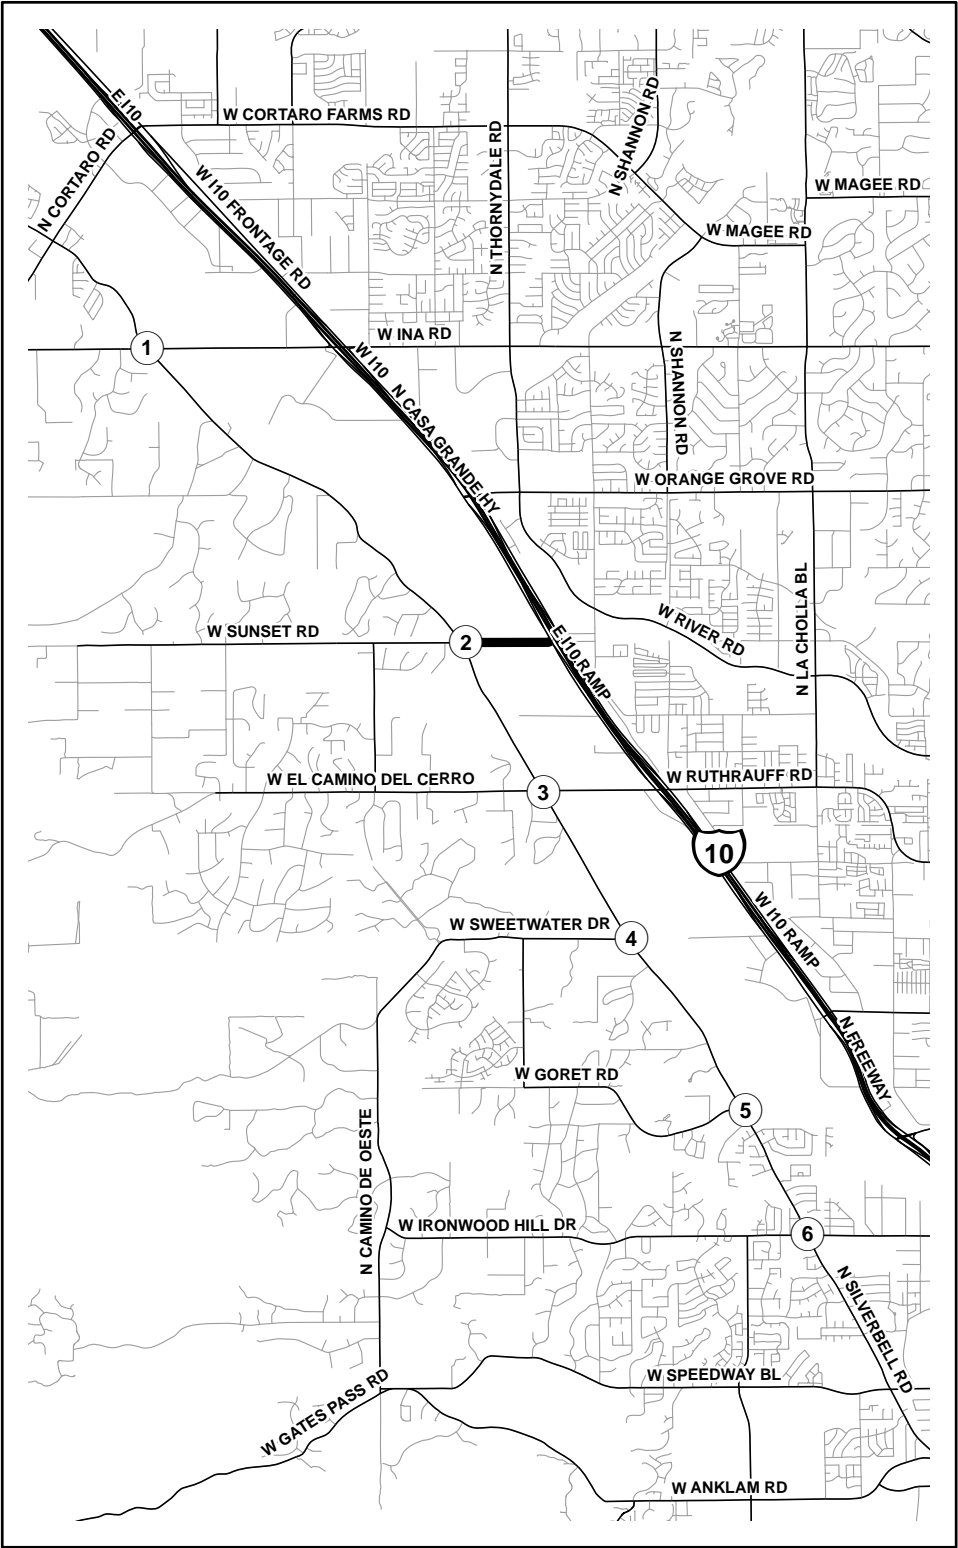 E I10
W CORTARO FARMS RD
N CORTARO RD
W I10 FRONTAGE RD
N THORNYDALE RD
N SHANNON RD
W MAGEE RD
W MAGEE RD
W INA RD
1
W I10
N CASA GRANDE HY
N SHANNON RD
W ORANGE GROVE RD
N LA CHOLLA BL
W RIVER RD
W SUNSET RD
2
E I10 RAMP
W EL CAMINO DEL CERRO
3
W RUTHRAUFF RD
10
W SWEETWATER DR
4
W I10 RAMP
N FREEWAY
W GORET RD
5
N CAMINO DE OESTE
W IRONWOOD HILL DR
6
N SILVERBELL RD
W SPEEDWAY BL
W GATES PASS RD
W ANKLAM RD